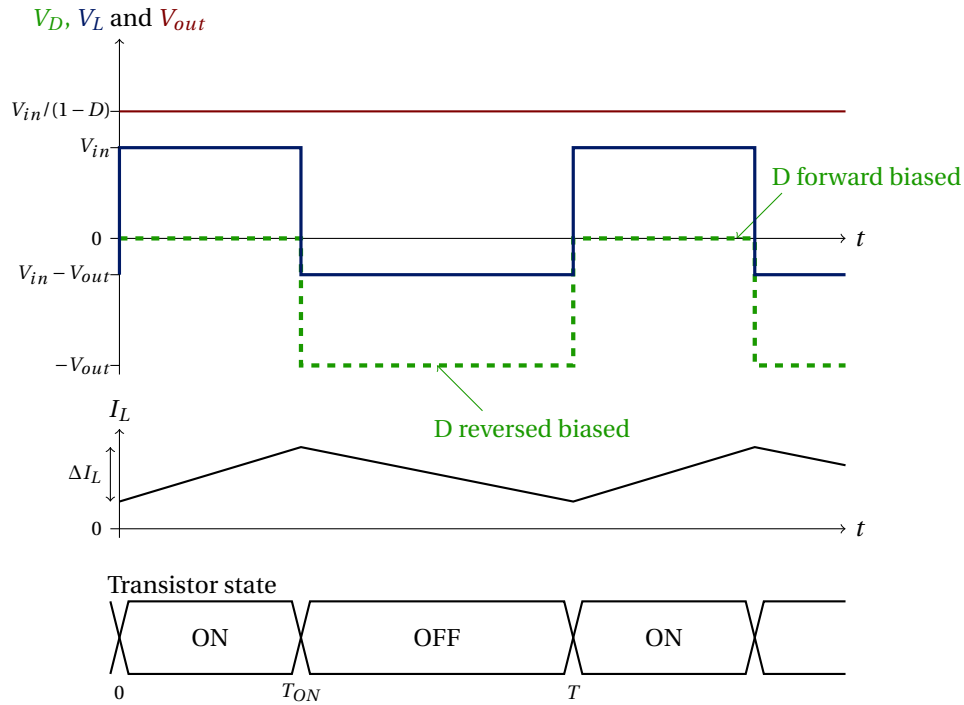 V_D, V_L and V_out
V_in/(1 − D)
V_in
D forward biased
0
t
V_in − V_out
−V_out
D reversed biased
I_L
ΔI_L
0
t
Transistor state
ON
OFF
ON
0
T_ON
T